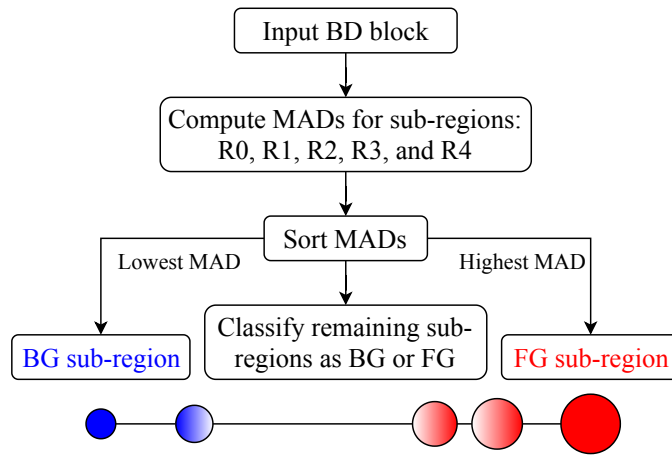 Input BD block
Compute MADs for sub-regions:
R0, R1, R2, R3, and R4
Sort MADs
Lowest MAD
Highest MAD
BG sub-region
Classify remaining sub-
regions as BG or FG
FG sub-region